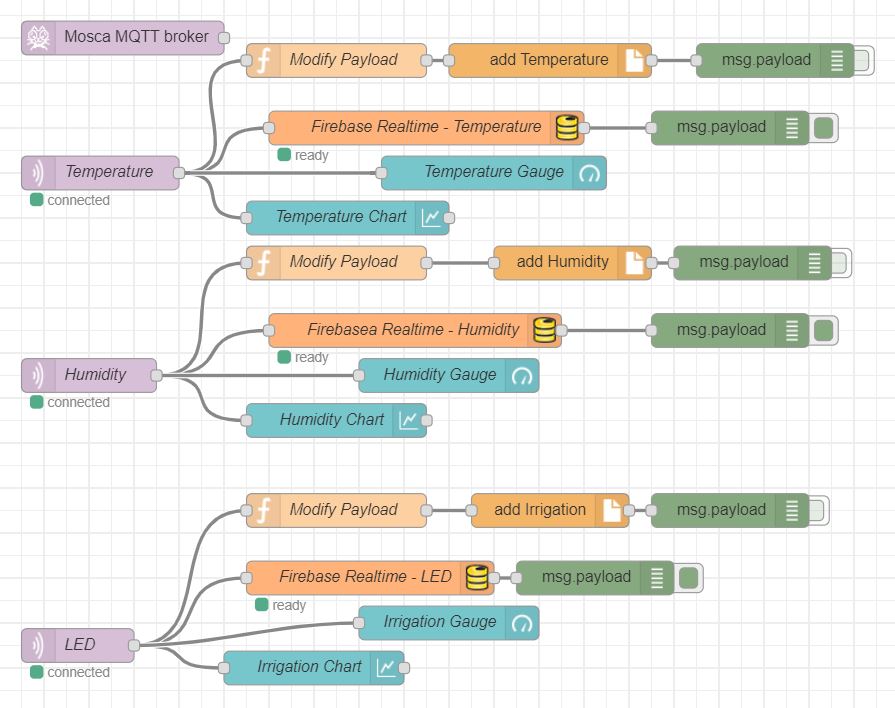 Mosca MQTT broker
Modify Payload
add Temperature
msg.payload
Firebase Realtime - Temperature
msg.payload
ready
Temperature
connected
Temperature Gauge
Temperature Chart
Modify Payload
add Humidity
msg.payload
Firebasea Realtime - Humidity
msg.payload
ready
Humidity
connected
Humidity Gauge
Humidity Chart
Modify Payload
add Irrigation
msg.payload
Firebase Realtime - LED
msg.payload
ready
Irrigation Gauge
LED
connected
Irrigation Chart